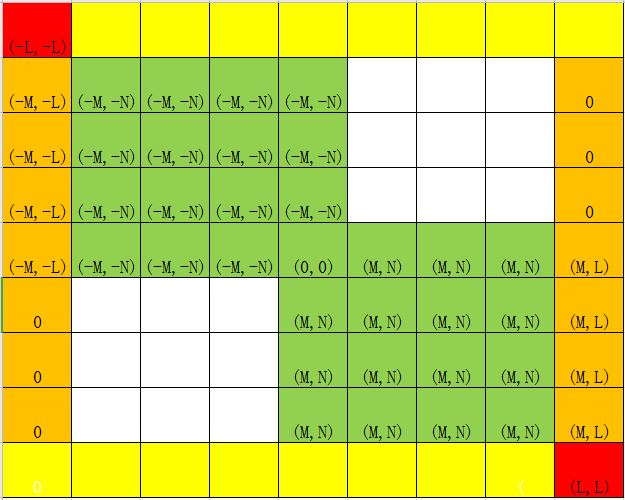 (-L,-L)
(-M,-L) (-M,-N) (-M,-N) (-M,-N) (-M,-N) 0
(-M,-L) (-M,-N) (-M,-N) (-M,-N) (-M,-N) 0
(-M,-L) (-M,-N) (-M,-N) (-M,-N) (-M,-N) 0
(-M,-L) (-M,-N) (-M,-N) (-M,-N) (0,0) (M,N) (M,N) (M,N) (M,L)
0 (M,N) (M,N) (M,N) (M,N) (M,L)
0 (M,N) (M,N) (M,N) (M,N) (M,L)
0 (M,N) (M,N) (M,N) (M,N) (M,L)
0 ( (L,L)